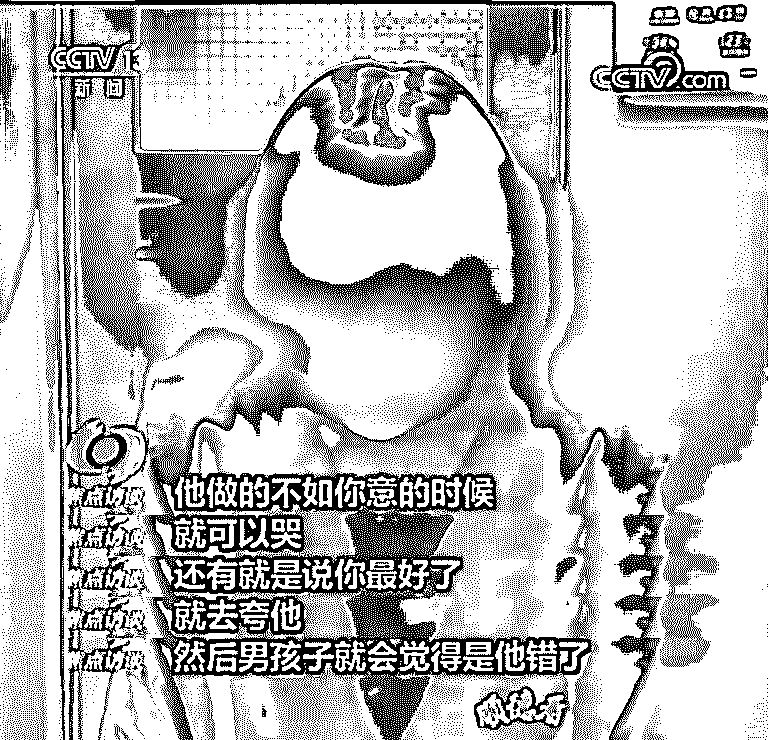 CCTV 13
新闻
CCTV.com
焦点访谈
他做的不如你意的时候
焦点访谈
就可以哭
焦点访谈
还有就是说你最好了
焦点访谈
就去夸他
焦点访谈
然后男孩子就会觉得是他错了